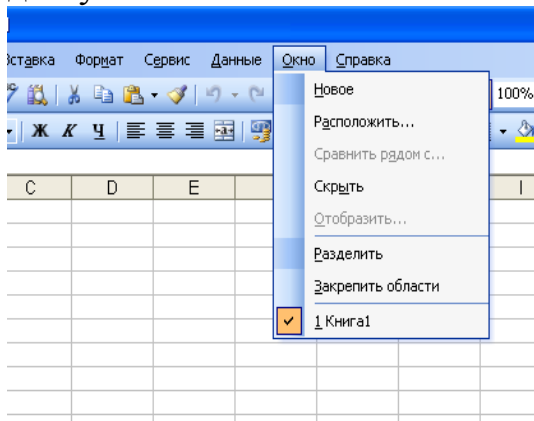 Вставка Формат Сервис Данные Окно Справка
100%
Ж К Ч
C D E I
Новое
Расположить...
Сравнить рядом с...
Скрыть
Отобразить...
Разделить
Закрепить области
1 Книга1